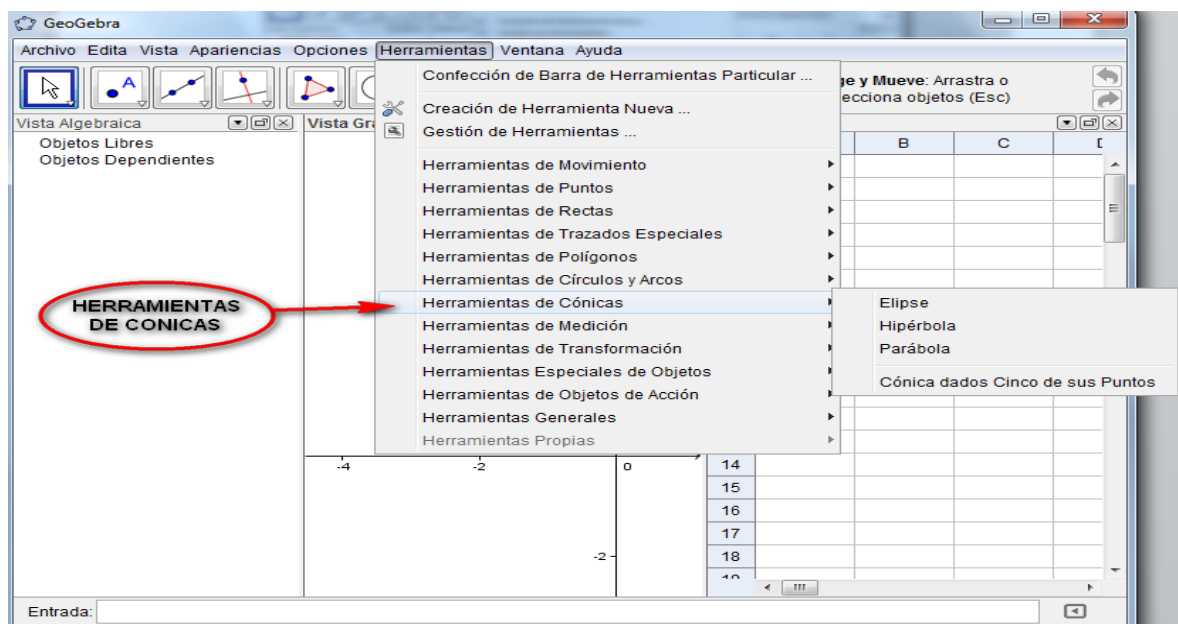 GeoGebra
Archivo Edita Vista Apariencias Opciones Herramientas Ventana Ayuda
A
Confección de Barra de Herramientas Particular ...
Creación de Herramienta Nueva ...
Gestión de Herramientas ...
Herramientas de Movimiento
Herramientas de Puntos
Herramientas de Rectas
Herramientas de Trazados Especiales
Herramientas de Polígonos
Herramientas de Círculos y Arcos
Herramientas de Cónicas
Herramientas de Medición
Herramientas de Transformación
Herramientas Especiales de Objetos
Herramientas de Objetos de Acción
Herramientas Generales
Herramientas Propias
Elipse
Hipérbola
Parábola
Cónica dados Cinco de sus Puntos
y Mueve: Arrastra o
objetos (Esc)
Vista Algebraica
Objetos Libres
Objetos Dependientes
Vista
HERRAMIENTAS
DE CONICAS
B C
-4 -2 0
-2
14
15
16
17
18
Entrada: